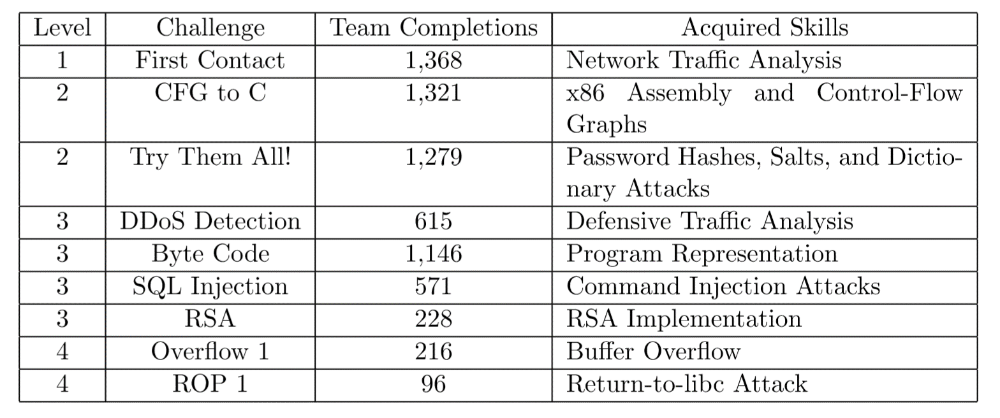 Level Challenge Team Completions Acquired Skills
1 First Contact 1,368 Network Traffic Analysis
2 CFG to C 1,321 x86 Assembly and Control-Flow
Graphs
2 Try Them All! 1,279 Password Hashes, Salts, and Dictio-
nary Attacks
3 DDoS Detection 615 Defensive Traffic Analysis
3 Byte Code 1,146 Program Representation
3 SQL Injection 571 Command Injection Attacks
3 RSA 228 RSA Implementation
4 Overflow 1 216 Buffer Overflow
4 ROP 1 96 Return-to-libc Attack